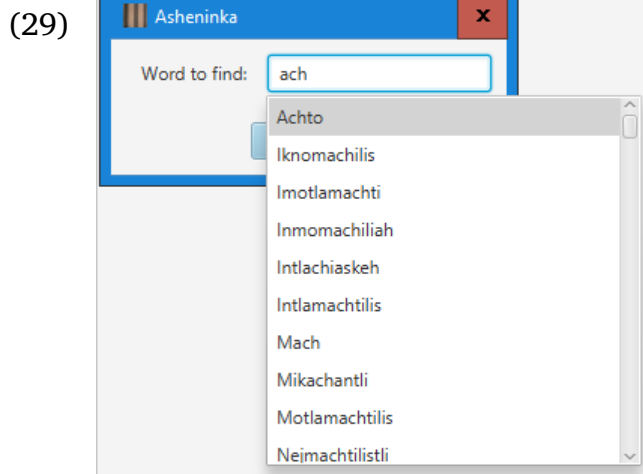 (29)
Asheninka
x
Word to find: ach
Achto
Iknomachilis
Imotlamachti
Inmomachiliah
Intlachiaskeh
Intlamachtilis
Mach
Mikachantli
Motlamachtilis
Nejmachtilistli